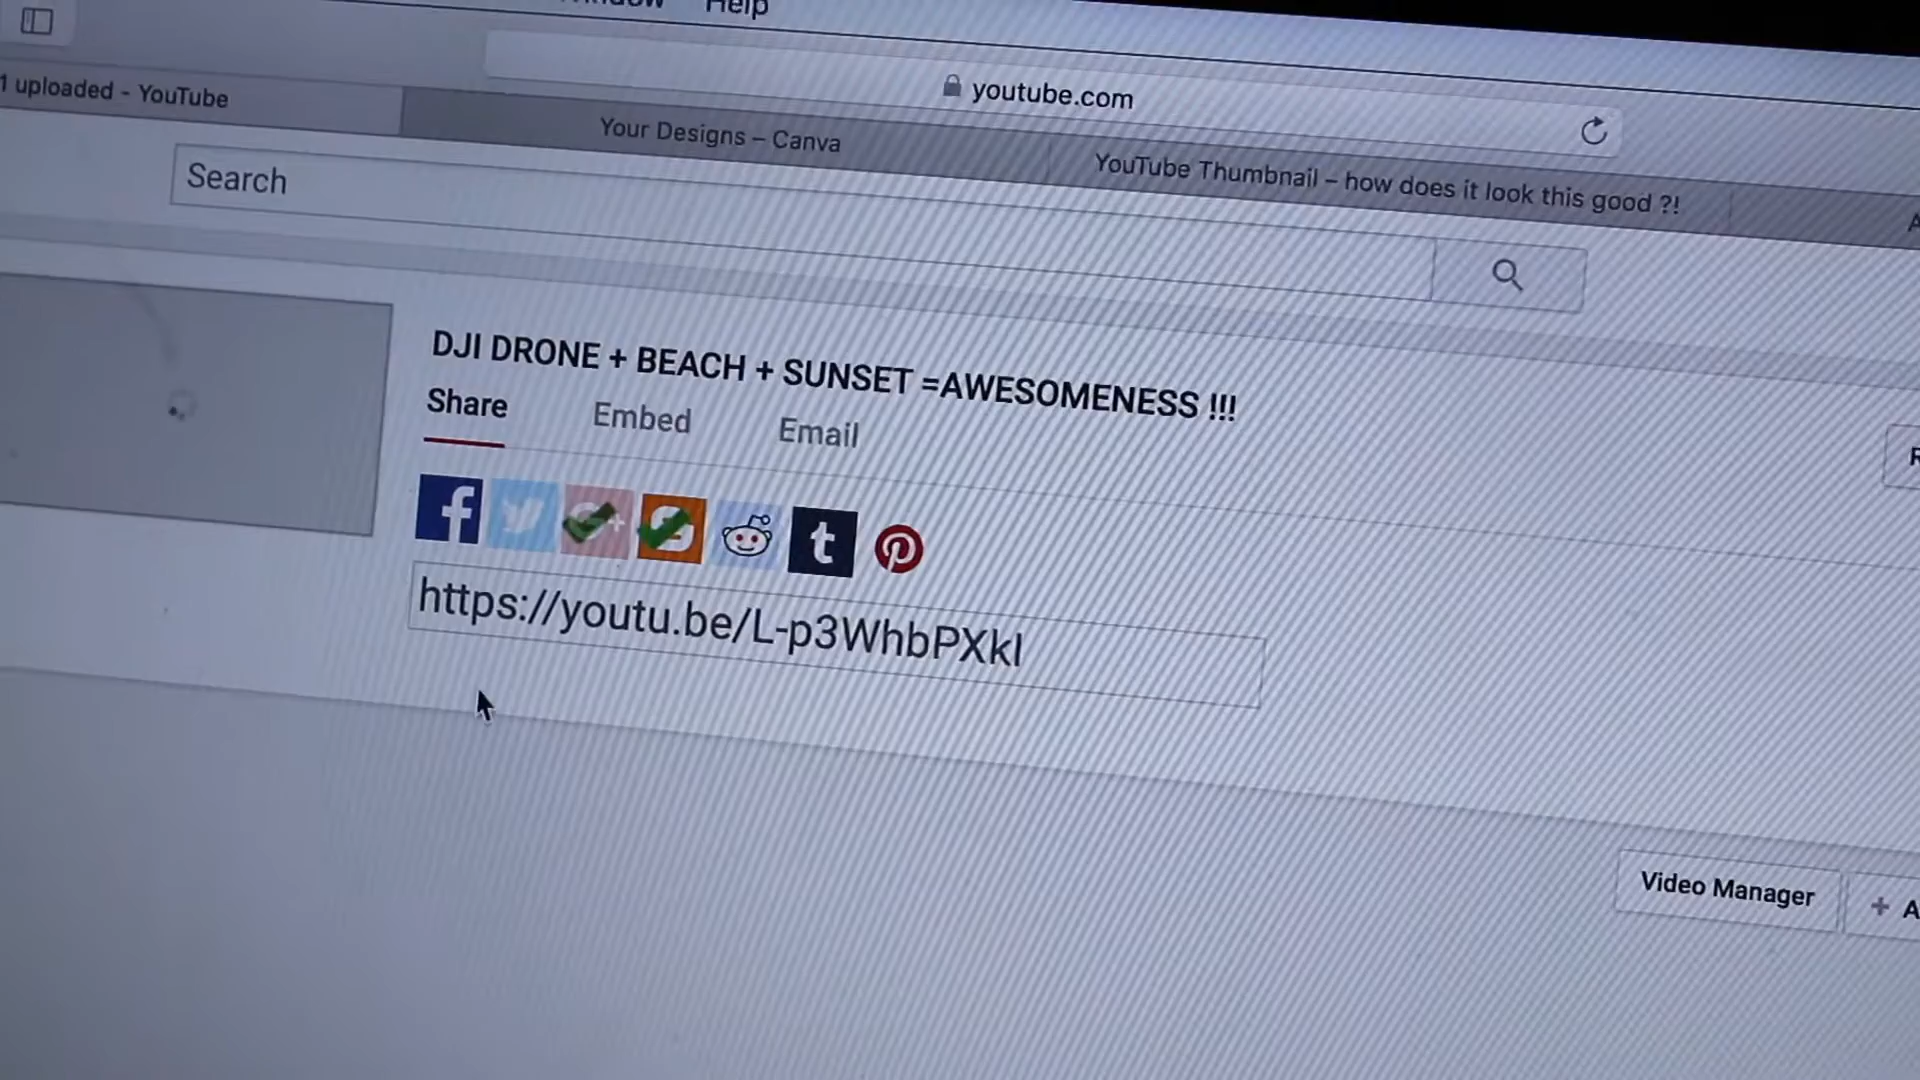 Window Help
youtube.com
1 uploaded - YouTube
Your Designs – Canva
YouTube Thumbnail – how does it look this good ?!
Search
DJI DRONE + BEACH + SUNSET =AWESOMENESS !!!
Share Embed Email
https://youtu.be/L-p3WhbPXkI
Video Manager
+ A